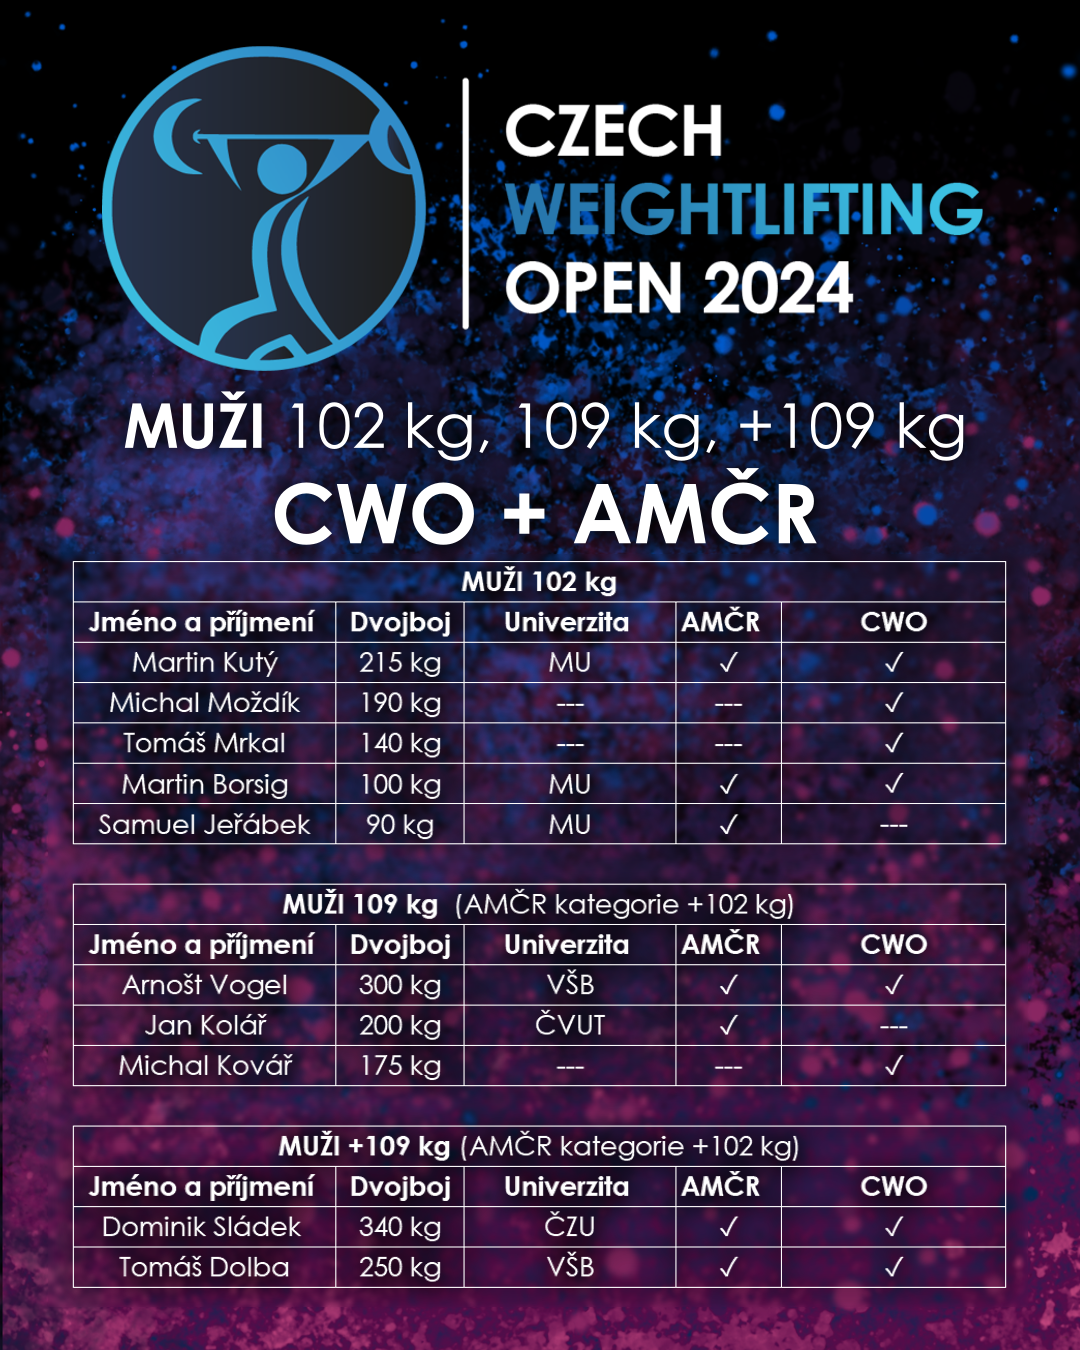 CZECH
WEIGHTLIFTING
OPEN 2024
MUŽI 102 kg, 109 kg, +109 kg
CWO + AMČR
MUŽI 102 kg
Jméno a příjmení Dvojboj Univerzita AMČR CWO
Martin Kutý 215 kg MU ✓ ✓
Michal Moždík 190 kg --- --- ✓
Tomáš Mrkal 140 kg --- --- ✓
Martin Borsig 100 kg MU ✓ ✓
Samuel Jeřábek 90 kg MU ✓ ---
MUŽI 109 kg (AMČR kategorie +102 kg)
Jméno a příjmení Dvojboj Univerzita AMČR CWO
Arnošt Vogel 300 kg VŠB ✓ ✓
Jan Kolář 200 kg ČVUT ✓ ---
Michal Kovář 175 kg --- --- ✓
MUŽI +109 kg (AMČR kategorie +102 kg)
Jméno a příjmení Dvojboj Univerzita AMČR CWO
Dominik Sládek 340 kg ČZU ✓ ✓
Tomáš Dolba 250 kg VŠB ✓ ✓